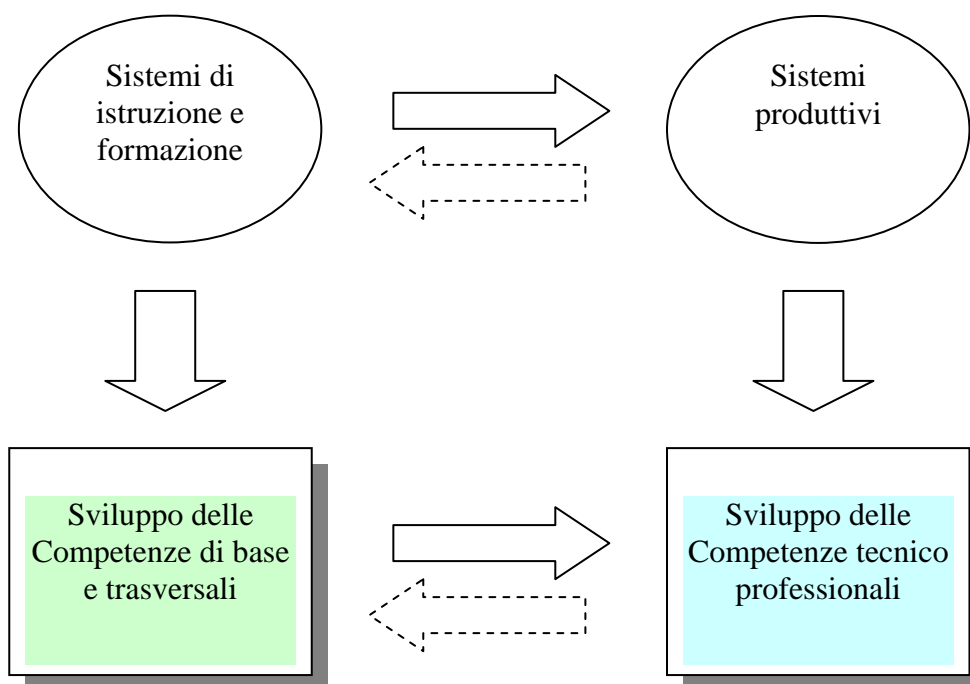 Sistemi di
istruzione e
formazione
Sistemi
produttivi
Sviluppo delle
Competenze di base
e trasversali
Sviluppo delle
Competenze tecnico
professionali